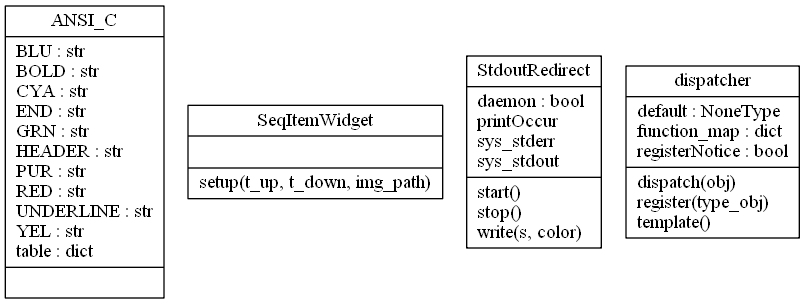 ANSI_C
BLU : str
BOLD : str
CYA : str
END : str
GRN : str
HEADER : str
PUR : str
RED : str
UNDERLINE : str
YEL : str
table : dict
SeqItemWidget
setup(t_up, t_down, img_path)
StdoutRedirect
daemon : bool
printOccur
sys_stderr
sys_stdout
start()
stop()
write(s, color)
dispatcher
default : NoneType
function_map : dict
registerNotice : bool
dispatch(obj)
register(type_obj)
template()